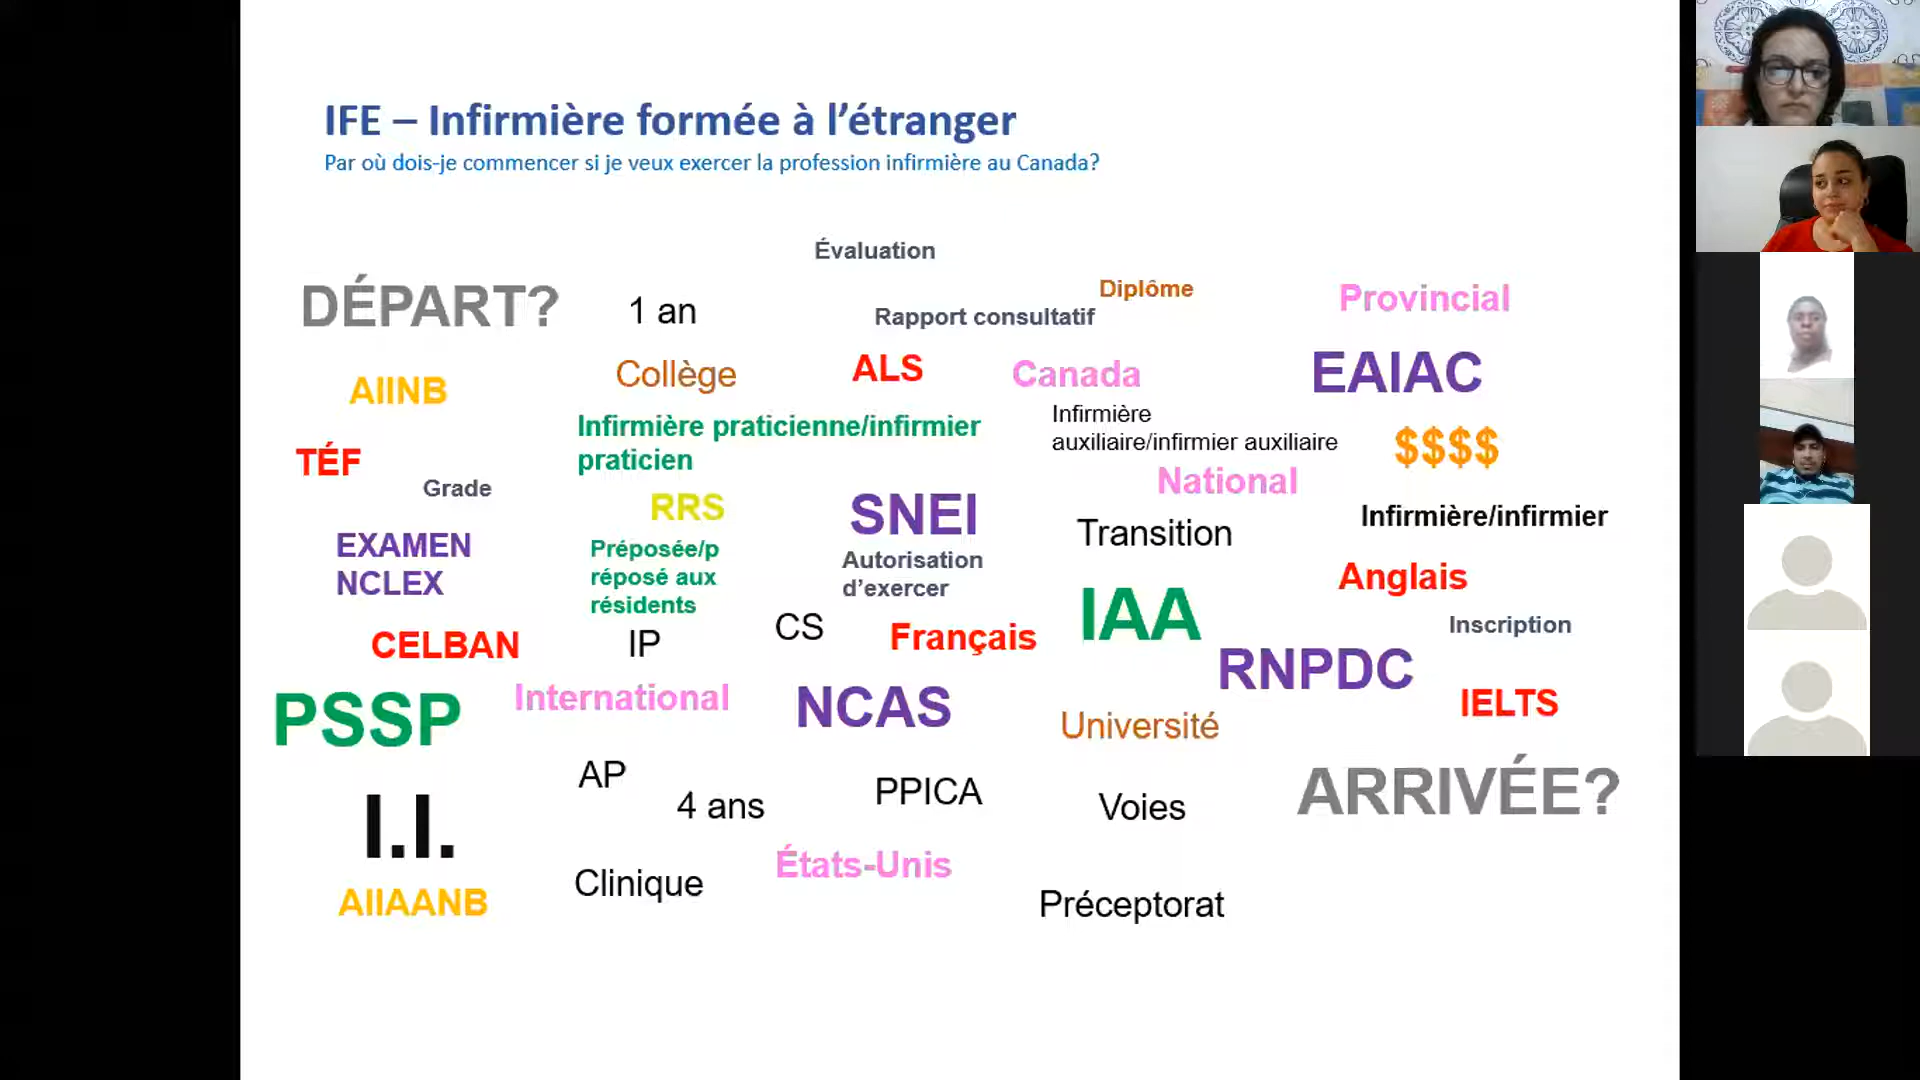 IFE – Infirmière formée à l’étranger
Par où dois-je commencer si je veux exercer la profession infirmière au Canada?
Évaluation
DÉPART?
1 an
Rapport consultatif
Diplôme
Provincial
AIINB
Collège
ALS
Canada
EAIAC
Infirmière praticienne/infirmier
praticien
Infirmière
auxiliaire/infirmier auxiliaire
$$$$
TÉF
Grade
RRS
SNEI
National
Transition
Infirmière/infirmier
EXAMEN
NCLEX
Préposée/p
réposé aux
résidents
Autorisation
d’exercer
Anglais
IAA
CELBAN
IP
CS
Français
Inscription
RNPDC
PSSP
International
NCAS
Université
IELTS
AP
4 ans
PPICA
Voies
ARRIVÉE?
I.I.
États-Unis
Clinique
AIIAANB
Préceptorat